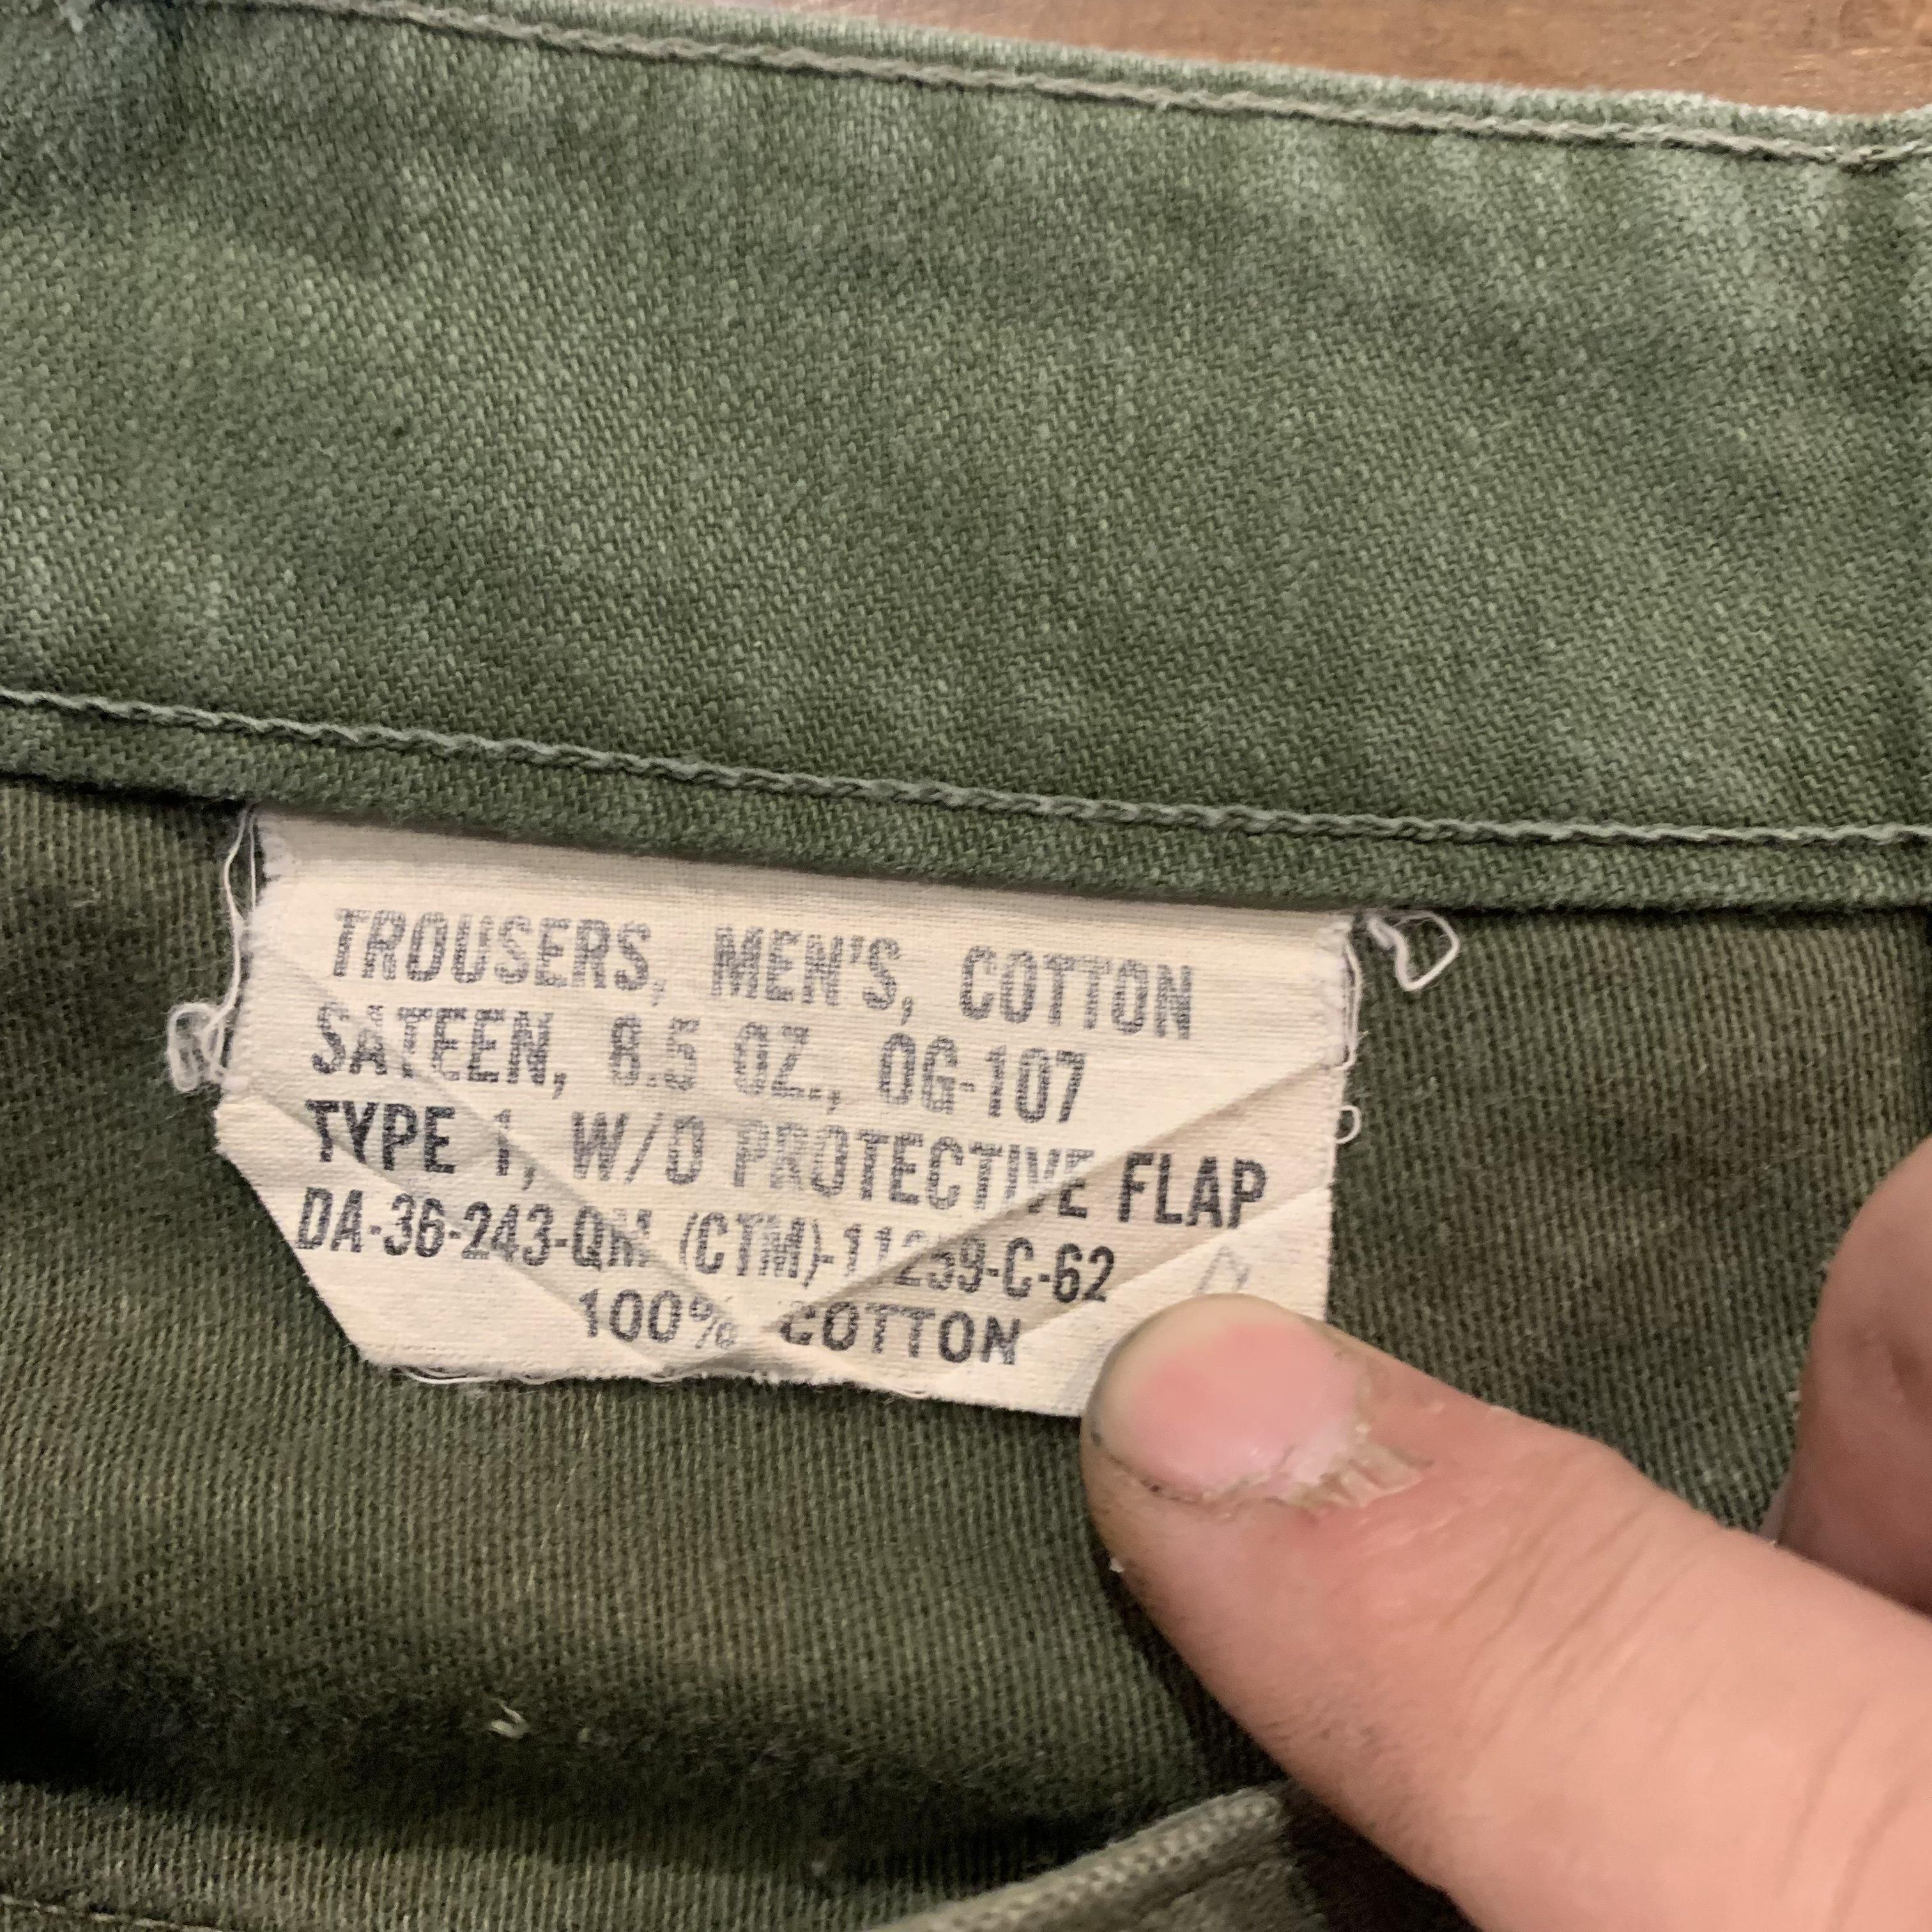 TROUSERS, MEN'S, COTTON
SATEEN, 8.5 OZ., OG-107
TYPE 1, W/O PROTECTIVE FLAP
DA-36-243-QM (CTM)-11259-C-62
100% COTTON